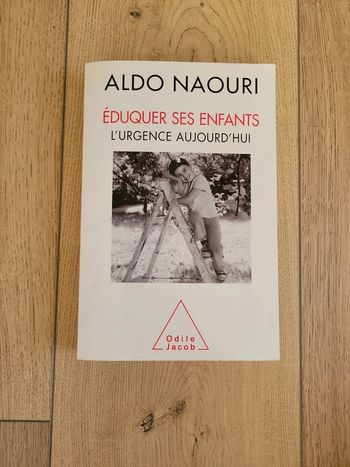 ALDO NAOURI
ÉDUQUER SES ENFANTS
L'URGENCE AUJOURD'HUI
Odile
Jacob